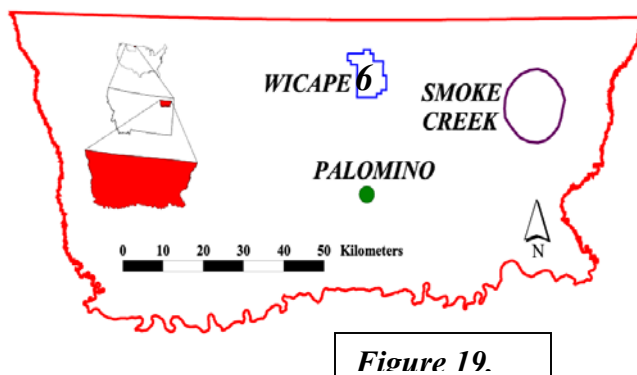 WICAPE 6
SMOKE
CREEK
PALOMINO
0 10 20 30 40 50 Kilometers
N
Figure 19.